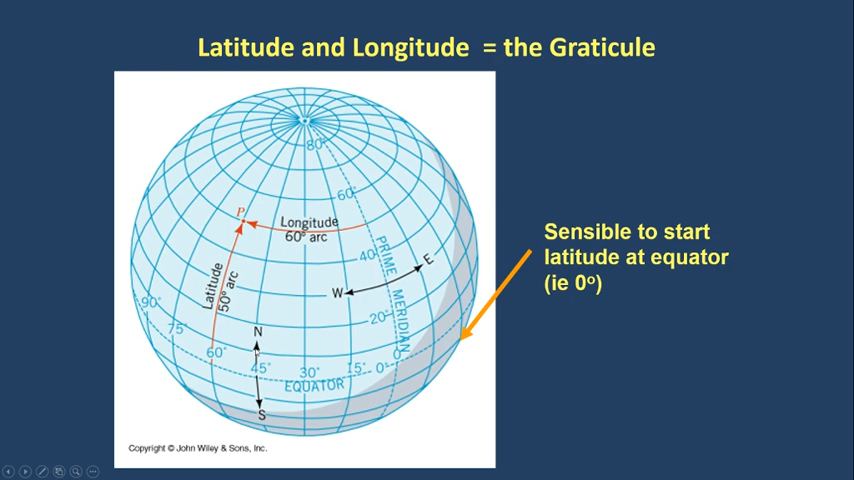 Latitude and Longitude = the Graticule
80°
60°
P
Longitude
60° arc
40°
PRIME MERIDIAN
E
W
Latitude
50° arc
90°
75°
20°
N
60°
45°
30°
15°
0°
0°
EQUATOR
S
Sensible to start
latitude at equator
(ie 0º)
Copyright © John Wiley & Sons, Inc.